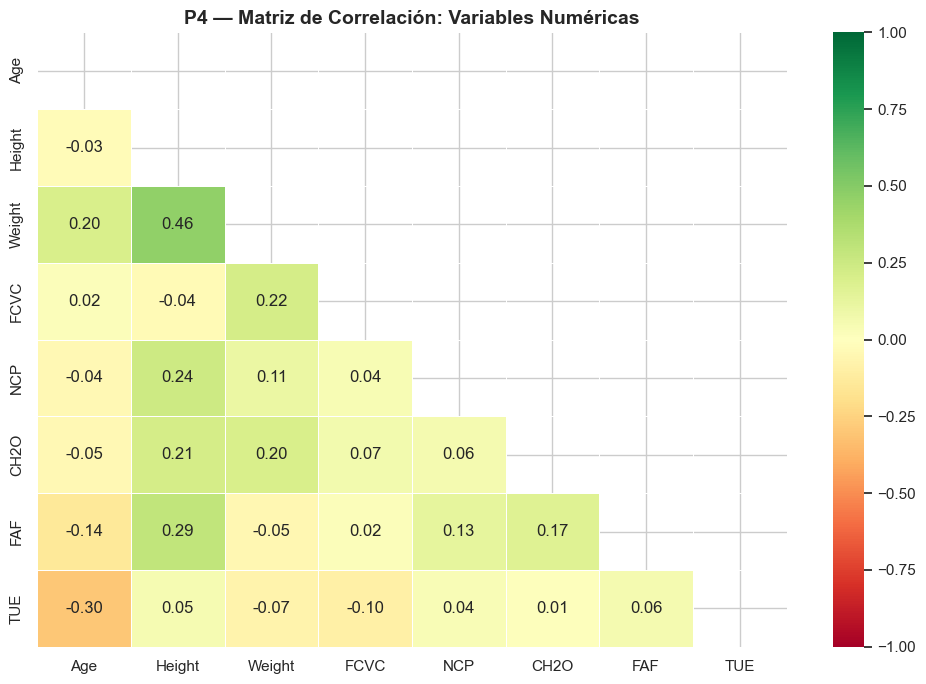 P4 — Matriz de Correlación: Variables Numéricas
Age
Height -0.03
Weight 0.20 0.46
FCVC 0.02 -0.04 0.22
NCP -0.04 0.24 0.11 0.04
CH2O -0.05 0.21 0.20 0.07 0.06
FAF -0.14 0.29 -0.05 0.02 0.13 0.17
TUE -0.30 0.05 -0.07 -0.10 0.04 0.01 0.06
Age Height Weight FCVC NCP CH2O FAF TUE
1.00
0.75
0.50
0.25
0.00
−0.25
−0.50
−0.75
−1.00